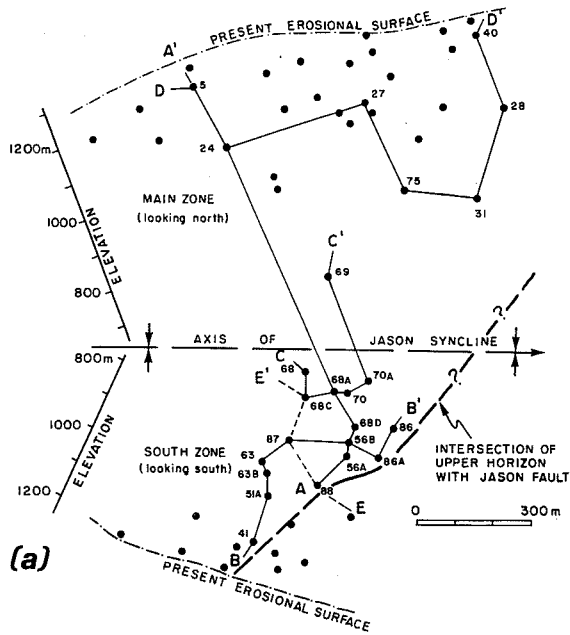 PRESENT EROSIONAL SURFACE
A'
D'
40
D
5
27
28
24
1200m
75
31
MAIN ZONE
(looking north)
1000
C'
69
ELEVATION
800
?
AXIS OF JASON SYNCLINE
800m
C
68
E'
68A
70A
70
?
68C
B'
68D
86
1000
87
56B
SOUTH ZONE
(looking south)
63
56A
86A
INTERSECTION OF
UPPER HORIZON
WITH JASON FAULT
63B
ELEVATION
A
88
51A
1200
E
0 300 m
41
B
(a)
PRESENT EROSIONAL SURFACE